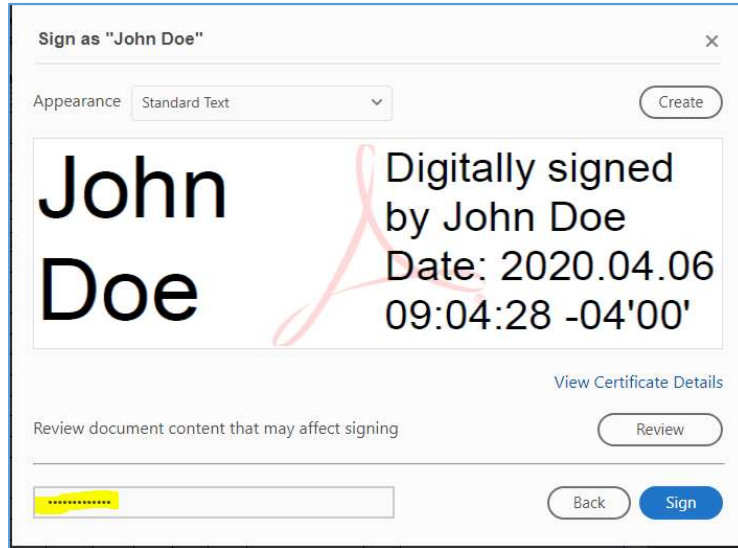 Sign as "John Doe"
Appearance Standard Text Create
John
Doe
Digitally signed
by John Doe
Date: 2020.04.06
09:04:28 -04'00'
View Certificate Details
Review document content that may affect signing Review
•••••••••••••
Back Sign